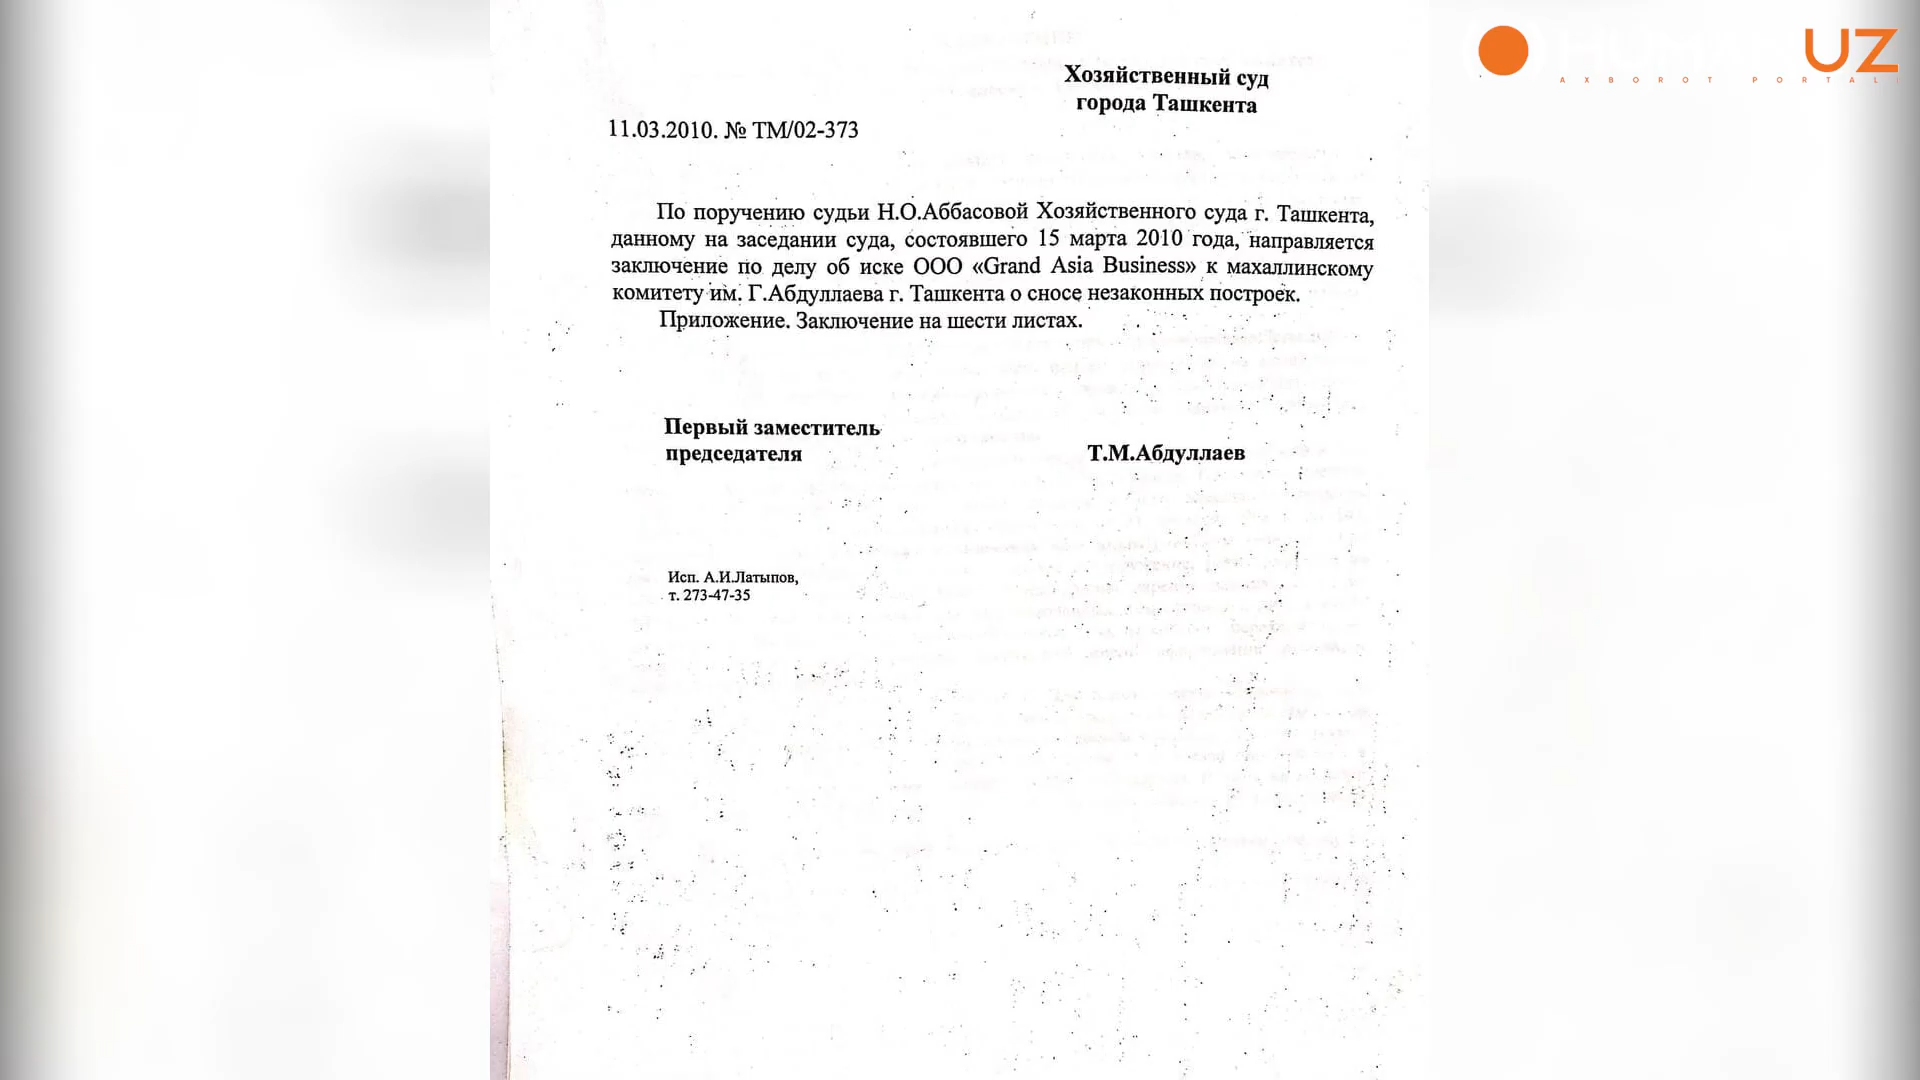 UZ
AXBOROT PORTALI
Хозяйственный суд
города Ташкента
11.03.2010. № ТМ/02-373
По поручению судьи Н.О.Аббасовой Хозяйственного суда г. Ташкента,
данному на заседании суда, состоявшего 15 марта 2010 года, направляется
заключение по делу об иске ООО «Grand Asia Business» к махаллинскому
комитету им. Г.Абдуллаева г. Ташкента о сносе незаконных построек.
Приложение. Заключение на шести листах.
Первый заместитель
председателя
Т.М.Абдуллаев
Исп. А.И.Латыпов,
т. 273-47-35